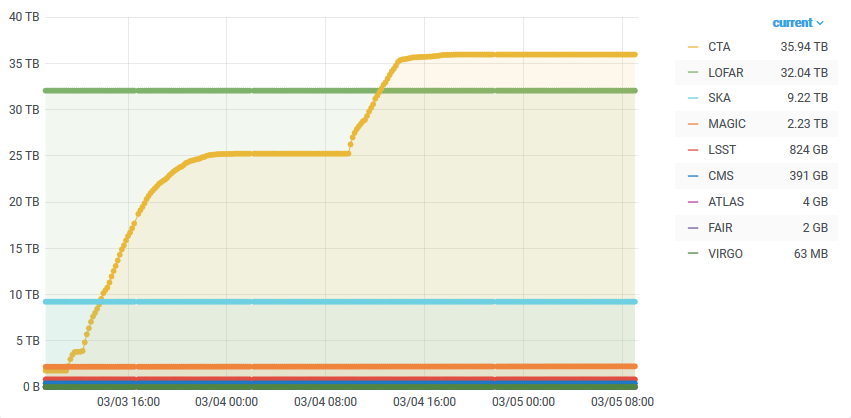 40 TB
35 TB
30 TB
25 TB
20 TB
15 TB
10 TB
5 TB
0 B
03/03 16:00 03/04 00:00 03/04 08:00 03/04 16:00 03/05 00:00 03/05 08:00
current
CTA 35.94 TB
LOFAR 32.04 TB
SKA 9.22 TB
MAGIC 2.23 TB
LSST 824 GB
CMS 391 GB
ATLAS 4 GB
FAIR 2 GB
VIRGO 63 MB